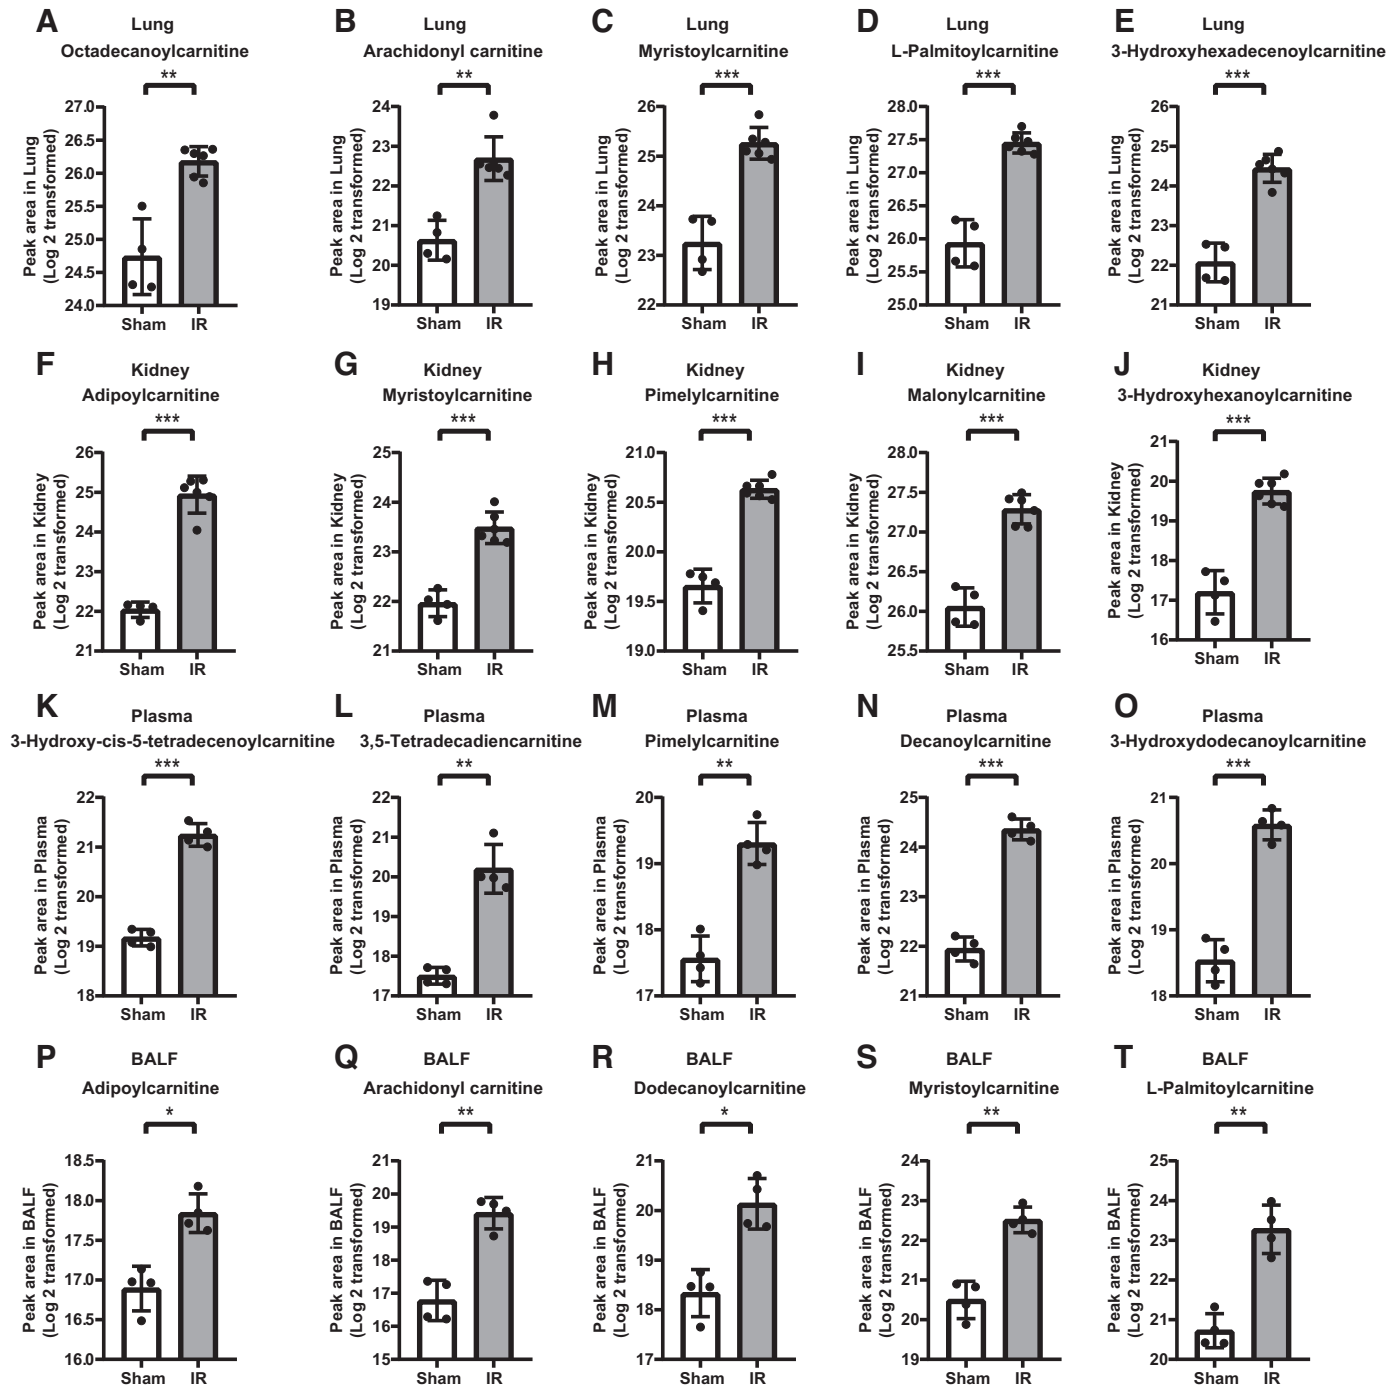 A
Lung
Octadecanoylcarnitine
**
Peak area in Lung
(Log 2 transformed)
27.0
26.5
26.0
25.5
25.0
24.5
24.0
Sham IR
B
Lung
Arachidonyl carnitine
**
Peak area in Lung
(Log 2 transformed)
24
23
22
21
20
19
Sham IR
C
Lung
Myristoylcarnitine
***
Peak area in Lung
(Log 2 transformed)
26
25
24
23
22
Sham IR
D
Lung
L-Palmitoylcarnitine
***
Peak area in Lung
(Log 2 transformed)
28.0
27.5
27.0
26.5
26.0
25.5
25.0
Sham IR
E
Lung
3-Hydroxyhexadecenoylcarnitine
***
Peak area in Lung
(Log 2 transformed)
26
25
24
23
22
21
Sham IR
F
Kidney
Adipoylcarnitine
***
Peak area in Kidney
(Log 2 transformed)
26
25
24
23
22
21
Sham IR
G
Kidney
Myristoylcarnitine
***
Peak area in Kidney
(Log 2 transformed)
25
24
23
22
21
Sham IR
H
Kidney
Pimelylcarnitine
***
Peak area in Kidney
(Log 2 transformed)
21.0
20.5
20.0
19.5
19.0
Sham IR
I
Kidney
Malonylcarnitine
***
Peak area in Kidney
(Log 2 transformed)
28.0
27.5
27.0
26.5
26.0
25.5
Sham IR
J
Kidney
3-Hydroxyhexanoylcarnitine
***
Peak area in Kidney
(Log 2 transformed)
21
20
19
18
17
16
Sham IR
K
Plasma
3-Hydroxy-cis-5-tetradecenoylcarnitine
***
Peak area in Plasma
(Log 2 transformed)
22
21
20
19
18
Sham IR
L
Plasma
3,5-Tetradecadiencarnitine
**
Peak area in Plasma
(Log 2 transformed)
22
21
20
19
18
17
Sham IR
M
Plasma
Pimelylcarnitine
**
Peak area in Plasma
(Log 2 transformed)
20
19
18
17
Sham IR
N
Plasma
Decanoylcarnitine
***
Peak area in Plasma
(Log 2 transformed)
25
24
23
22
21
Sham IR
O
Plasma
3-Hydroxydodecanoylcarnitine
***
Peak area in Plasma
(Log 2 transformed)
21
20
19
18
Sham IR
P
BALF
Adipoylcarnitine
*
Peak area in BALF
(Log 2 transformed)
18.5
18.0
17.5
17.0
16.5
16.0
Sham IR
Q
BALF
Arachidonyl carnitine
**
Peak area in BALF
(Log 2 transformed)
21
20
19
18
17
16
15
Sham IR
R
BALF
Dodecanoylcarnitine
*
Peak area in BALF
(Log 2 transformed)
21
20
19
18
17
Sham IR
S
BALF
Myristoylcarnitine
**
Peak area in BALF
(Log 2 transformed)
24
23
22
21
20
19
Sham IR
T
BALF
L-Palmitoylcarnitine
**
Peak area in BALF
(Log 2 transformed)
25
24
23
22
21
20
Sham IR